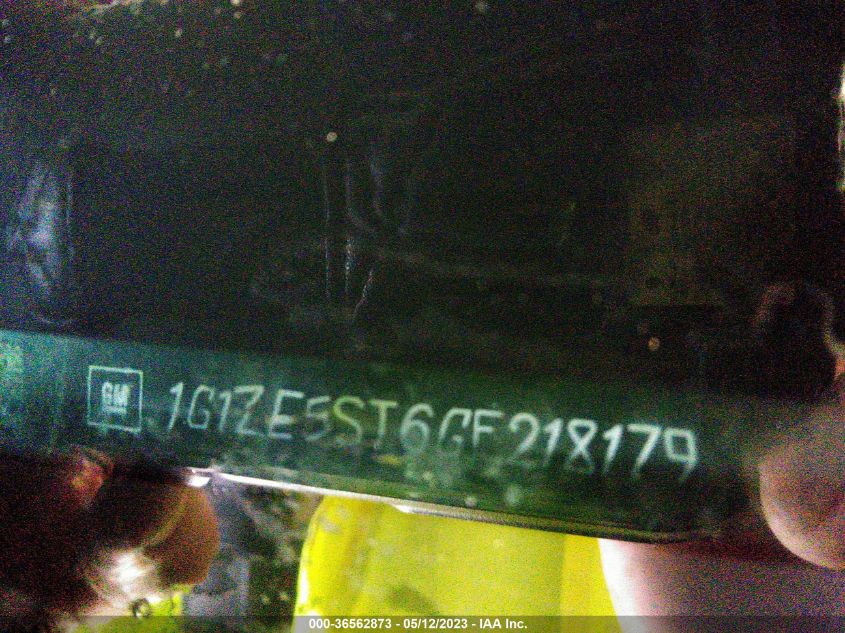 GM
1G1ZE5ST6GF218179
000-36562873 - 05/12/2023 - IAA Inc.